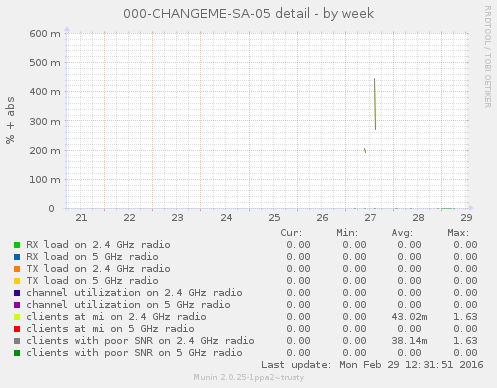 000-CHANGEME-SA-05 detail - by week
RRDTOOL / TOBI OETIKER
% + abs
600 m
500 m
400 m
300 m
200 m
100 m
0
21 22 23 24 25 26 27 28 29
Cur: Min: Avg: Max:
RX load on 2.4 GHz radio 0.00 0.00 0.00 0.00
RX load on 5 GHz radio 0.00 0.00 0.00 0.00
TX load on 2.4 GHz radio 0.00 0.00 0.00 0.00
TX load on 5 GHz radio 0.00 0.00 0.00 0.00
channel utilization on 2.4 GHz radio 0.00 0.00 0.00 0.00
channel utilization on 5 GHz radio 0.00 0.00 0.00 0.00
clients at mi on 2.4 GHz radio 0.00 0.00 43.02m 1.63
clients at mi on 5 GHz radio 0.00 0.00 0.00 0.00
clients with poor SNR on 2.4 GHz radio 0.00 0.00 38.14m 1.63
clients with poor SNR on 5 GHz radio 0.00 0.00 0.00 0.00
Last update: Mon Feb 29 12:31:51 2016
Munin 2.0.25-1ppa2~trusty